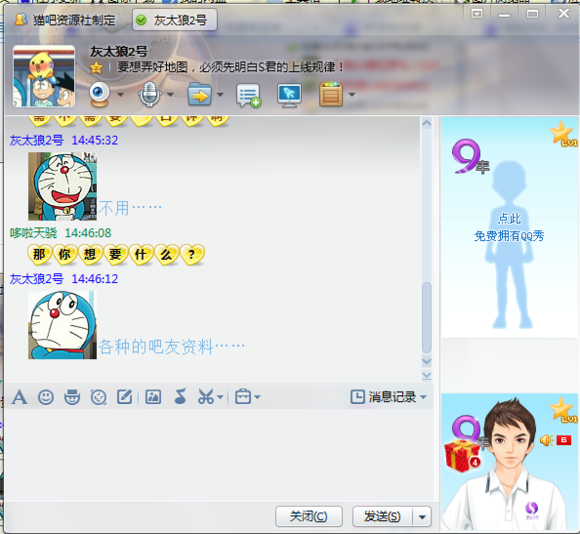 猫吧资源社制定
灰太狼2号
灰太狼2号
要想弄好地图，必须先明白S君的上线规律！
灰太狼2号 14:45:32
不用……
哆啦天骁 14:46:08
那你想要什么？
灰太狼2号 14:46:12
各种的吧友资料……
消息记录
关闭(C)
发送(S)
9年
LV1
点此
免费拥有QQ秀
9年
LV1
4
6